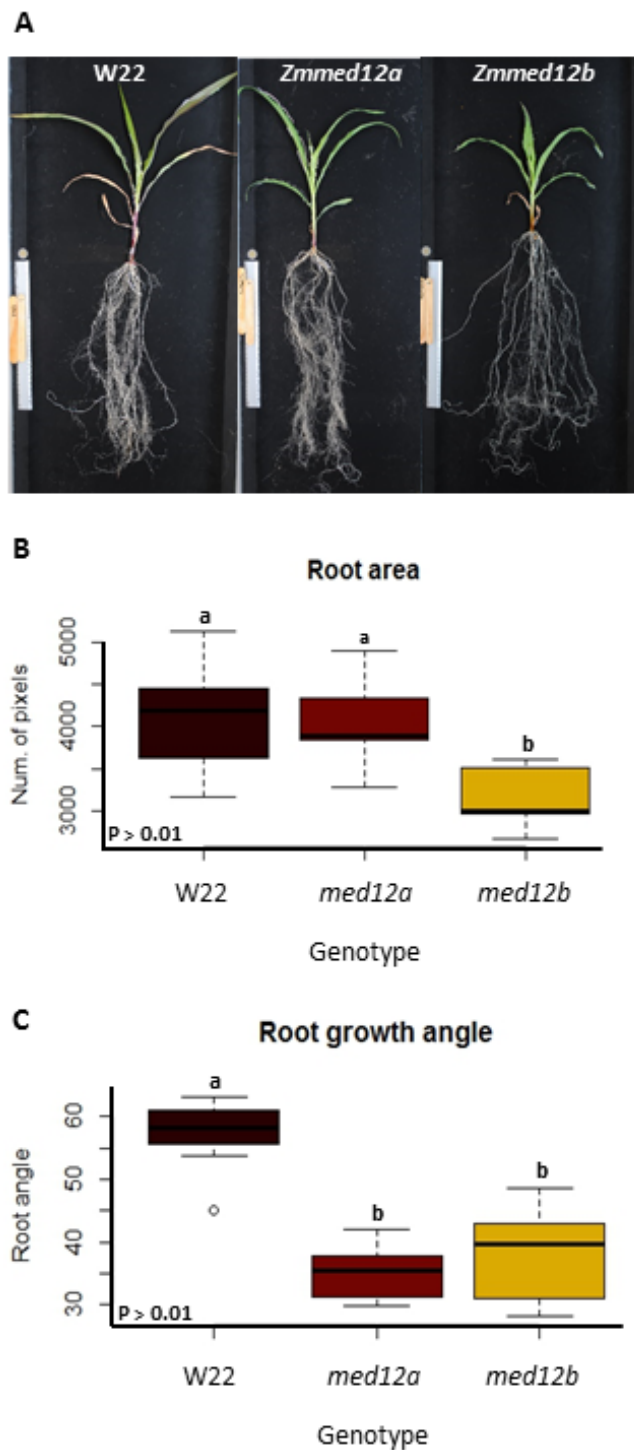 A
W22 Zmmed12a Zmmed12b
B
Root area
Num. of pixels
5000
4000
3000
a
a
b
P > 0.01
W22 med12a med12b
Genotype
C
Root growth angle
Root angle
60
50
40
30
a
b
b
P > 0.01
W22 med12a med12b
Genotype